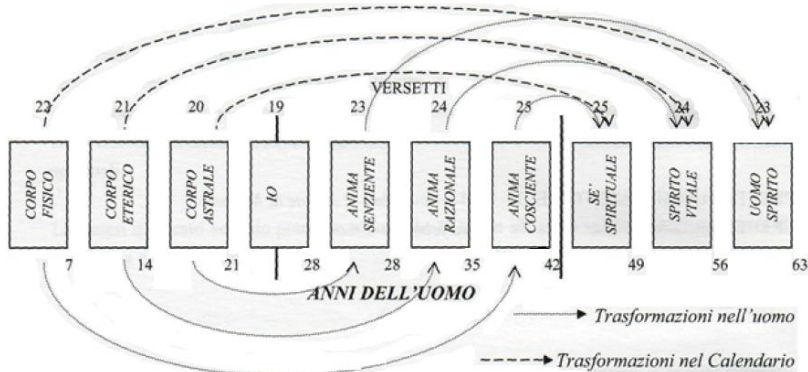 VERSETTI
22 21 20 19 23 24 25 25 24 23
CORPO
FISICO
CORPO
ETERICO
CORPO
ASTRALE
IO
ANIMA
SENZIENTE
ANIMA
RAZIONALE
ANIMA
COSCIENTE
SE'
SPIRITUALE
SPIRITO
VITALE
UOMO
SPIRITO
7 14 21 28 28 35 42 49 56 63
ANNI DELL'UOMO
Trasformazioni nell'uomo
Trasformazioni nel Calendario